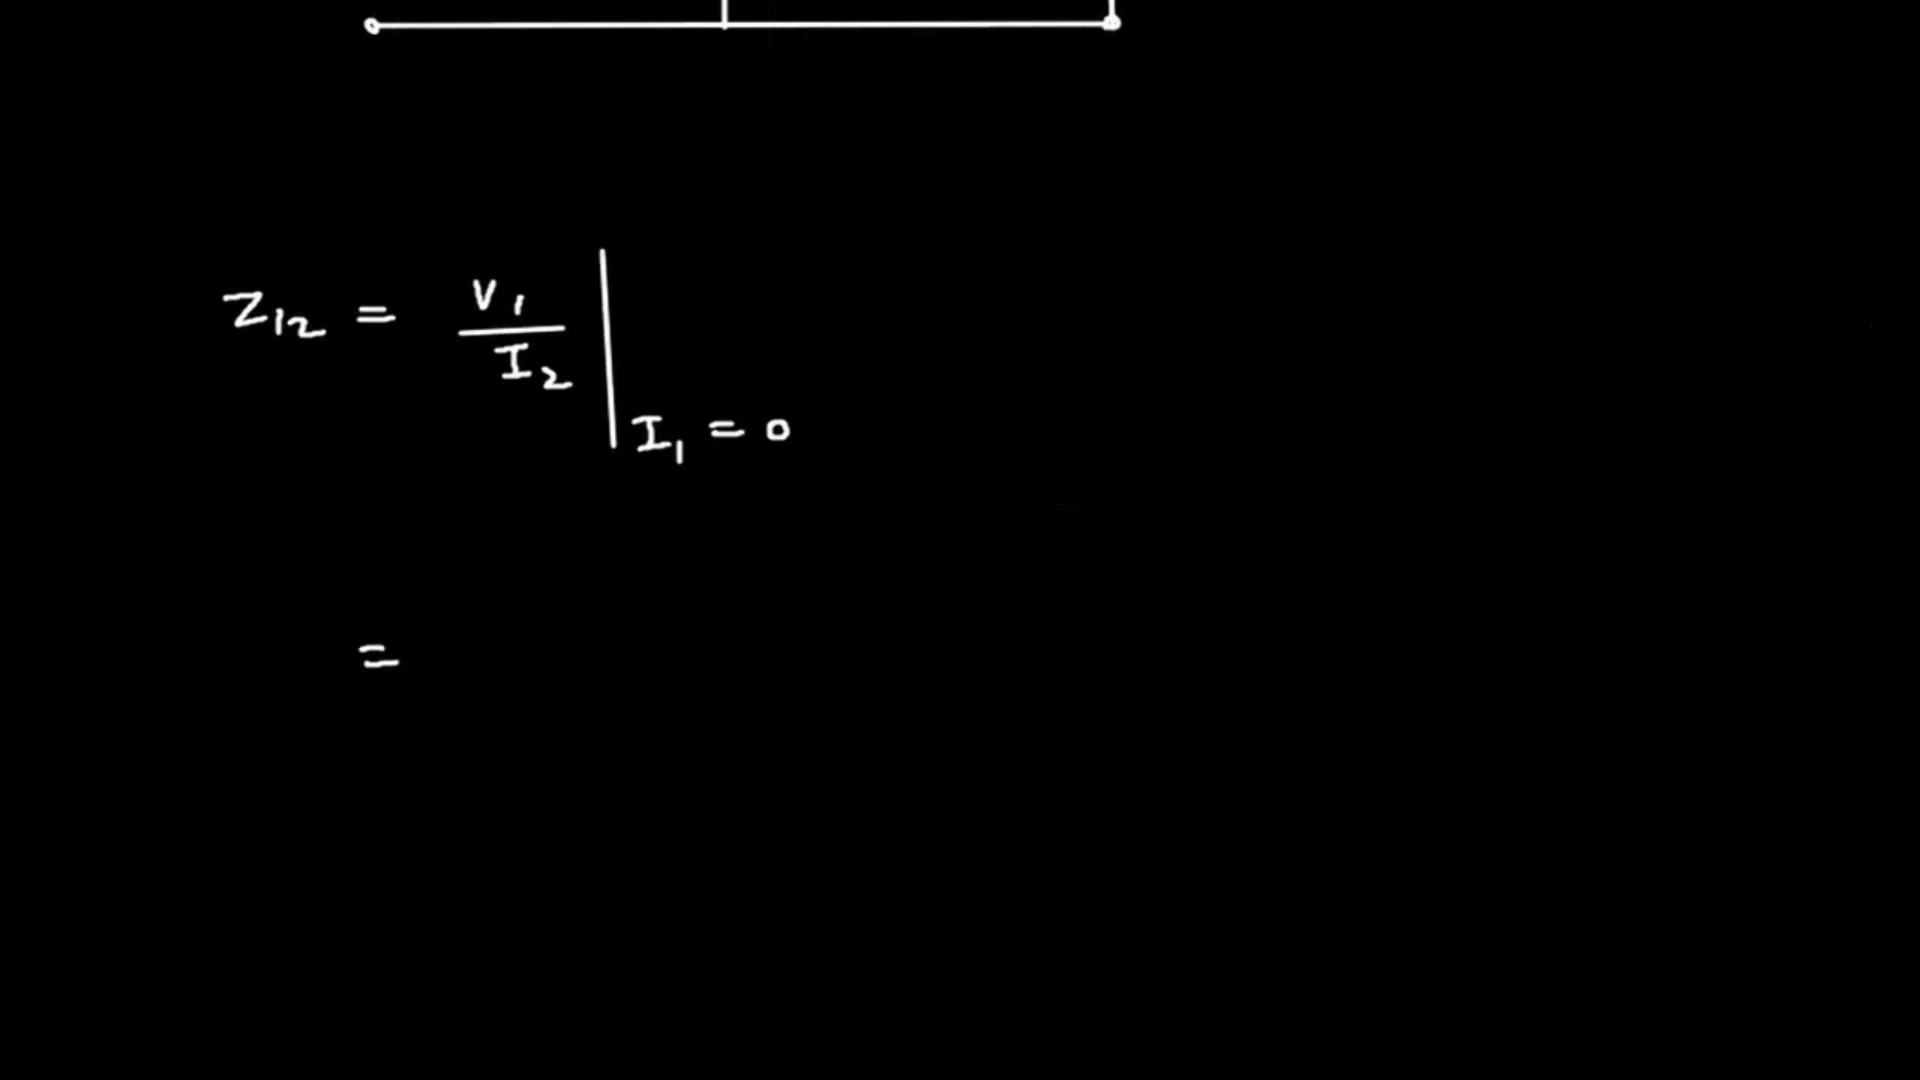 Z₁₂ = V₁/I₂ | I₁ = 0
=